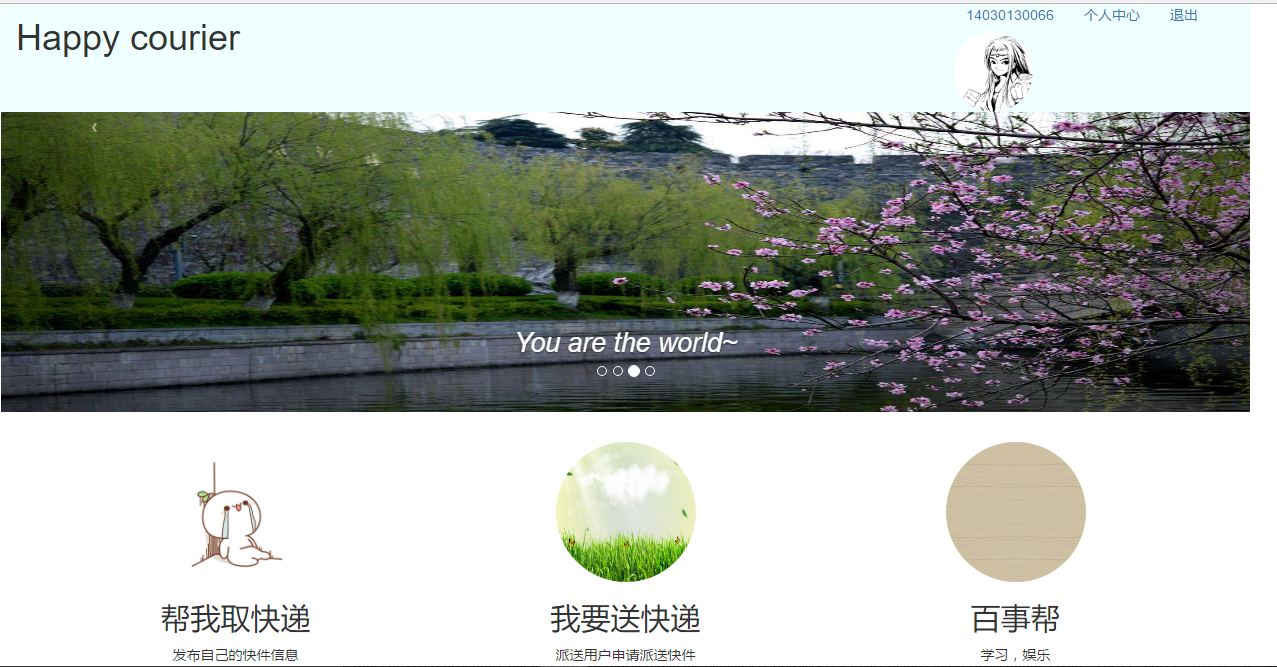 Happy courier
14030130066 个人中心 退出
You are the world~
帮我取快递
发布自己的快件信息
我要送快递
派送用户申请派送快件
百事帮
学习，娱乐